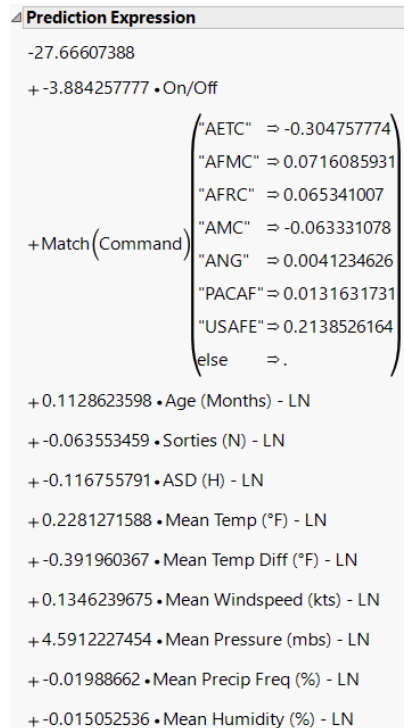 Prediction Expression
-27.66607388
+ -3.884257777 • On/Off
+ Match(Command)
"AETC" ⇒ -0.304757774
"AFMC" ⇒ 0.0716085931
"AFRC" ⇒ 0.065341007
"AMC" ⇒ -0.063331078
"ANG" ⇒ 0.0041234626
"PACAF" ⇒ 0.0131631731
"USAFE" ⇒ 0.2138526164
else ⇒ .
+ 0.1128623598 • Age (Months) - LN
+ -0.063553459 • Sorties (N) - LN
+ -0.116755791 • ASD (H) - LN
+ 0.2281271588 • Mean Temp (°F) - LN
+ -0.391960367 • Mean Temp Diff (°F) - LN
+ 0.1346239675 • Mean Windspeed (kts) - LN
+ 4.5912227454 • Mean Pressure (mbs) - LN
+ -0.01988662 • Mean Precip Freq (%) - LN
+ -0.015052536 • Mean Humidity (%) - LN